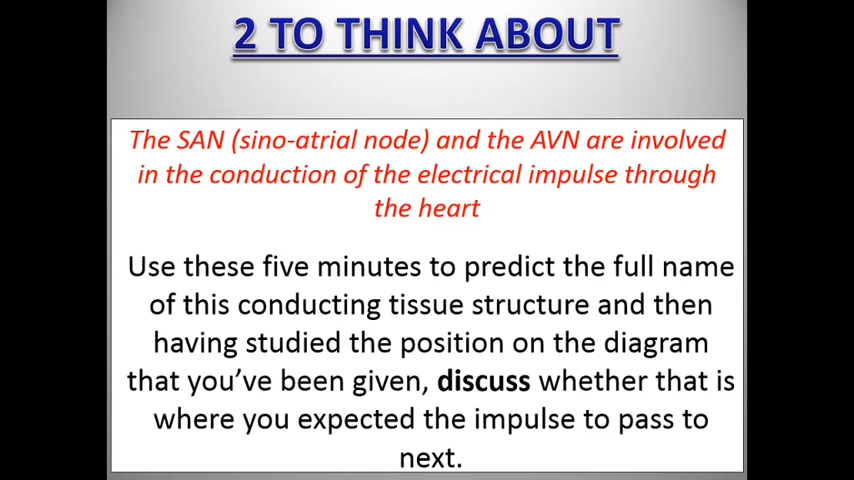 2 TO THINK ABOUT
The SAN (sino-atrial node) and the AVN are involved
in the conduction of the electrical impulse through
the heart
Use these five minutes to predict the full name
of this conducting tissue structure and then
having studied the position on the diagram
that you’ve been given, discuss whether that is
where you expected the impulse to pass to
next.